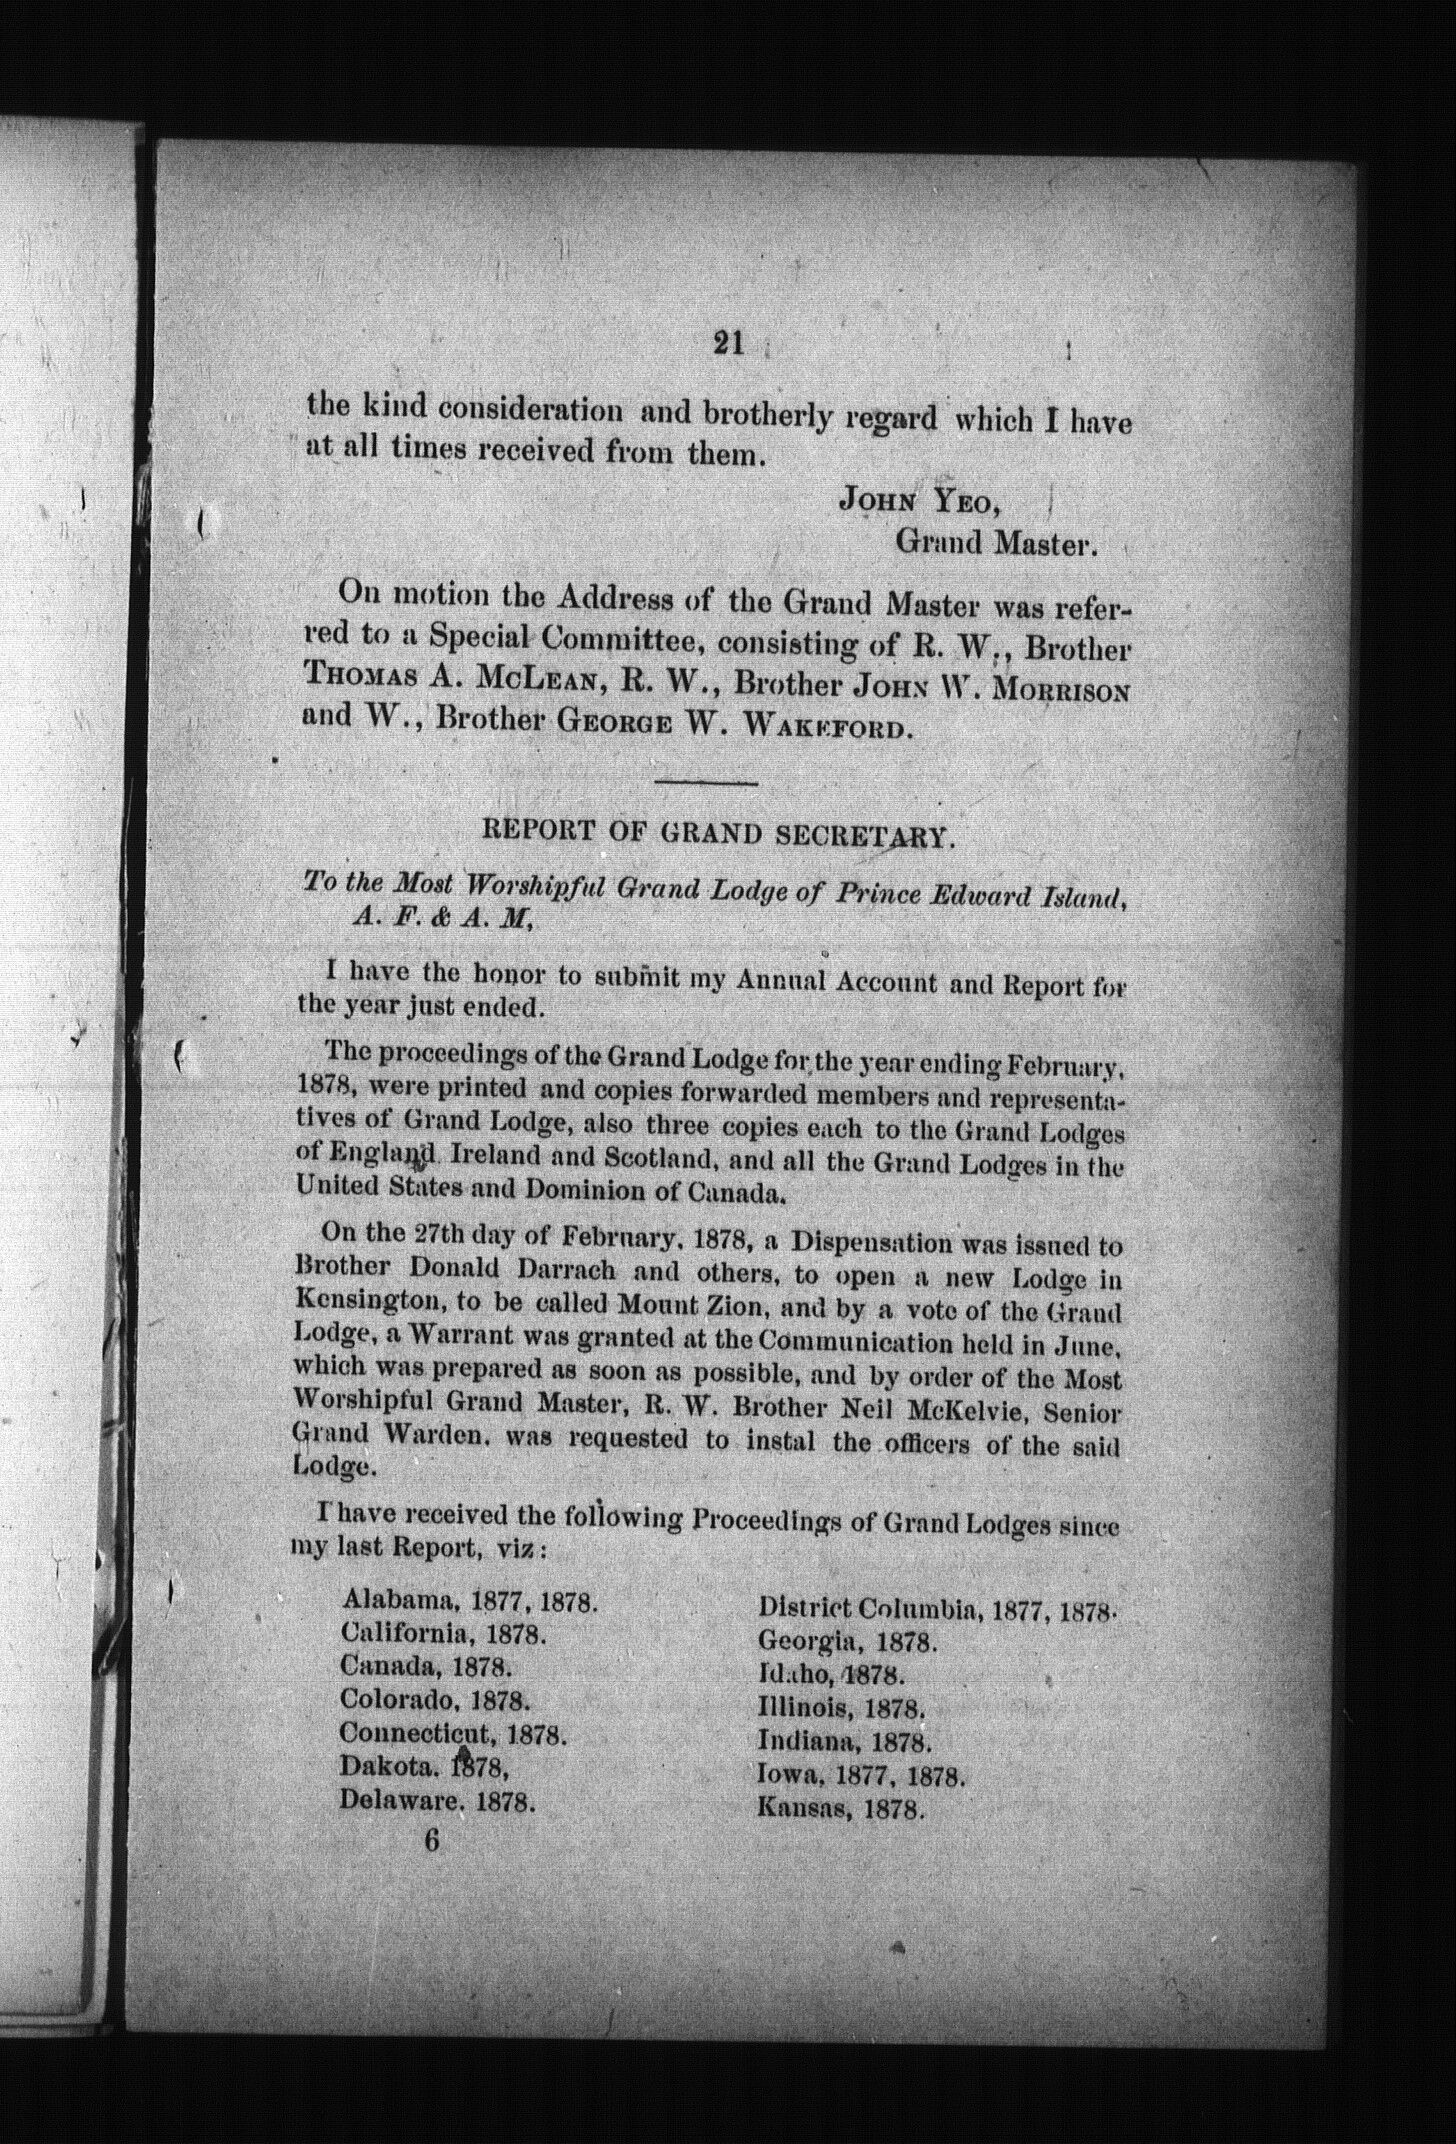 21
the kind consideration and brotherly regard which I have
at all times received from them.
JOHN YEO,
Grand Master.
On motion the Address of the Grand Master was refer-
red to a Special Committee, consisting of R. W., Brother
THOMAS A. MCLEAN, R. W., Brother JOHN W. MORRISON
and W., Brother GEORGE W. WAKEFORD.
REPORT OF GRAND SECRETARY.
To the Most Worshipful Grand Lodge of Prince Edward Island,
A. F. & A. M,
I have the honor to submit my Annual Account and Report for
the year just ended.
The proceedings of the Grand Lodge for the year ending February,
1878, were printed and copies forwarded members and representa-
tives of Grand Lodge, also three copies each to the Grand Lodges
of England, Ireland and Scotland, and all the Grand Lodges in the
United States and Dominion of Canada.
On the 27th day of February, 1878, a Dispensation was issued to
Brother Donald Darrach and others, to open a new Lodge in
Kensington, to be called Mount Zion, and by a vote of the Grand
Lodge, a Warrant was granted at the Communication held in June,
which was prepared as soon as possible, and by order of the Most
Worshipful Grand Master, R. W. Brother Neil McKelvie, Senior
Grand Warden. was requested to instal the officers of the said
Lodge.
I have received the following Proceedings of Grand Lodges since
my last Report, viz:
Alabama, 1877, 1878.
California, 1878.
Canada, 1878.
Colorado, 1878.
Connecticut, 1878.
Dakota. 1878,
Delaware. 1878.
District Columbia, 1877, 1878.
Georgia, 1878.
Idaho, 1878.
Illinois, 1878.
Indiana, 1878.
Iowa, 1877, 1878.
Kansas, 1878.
6